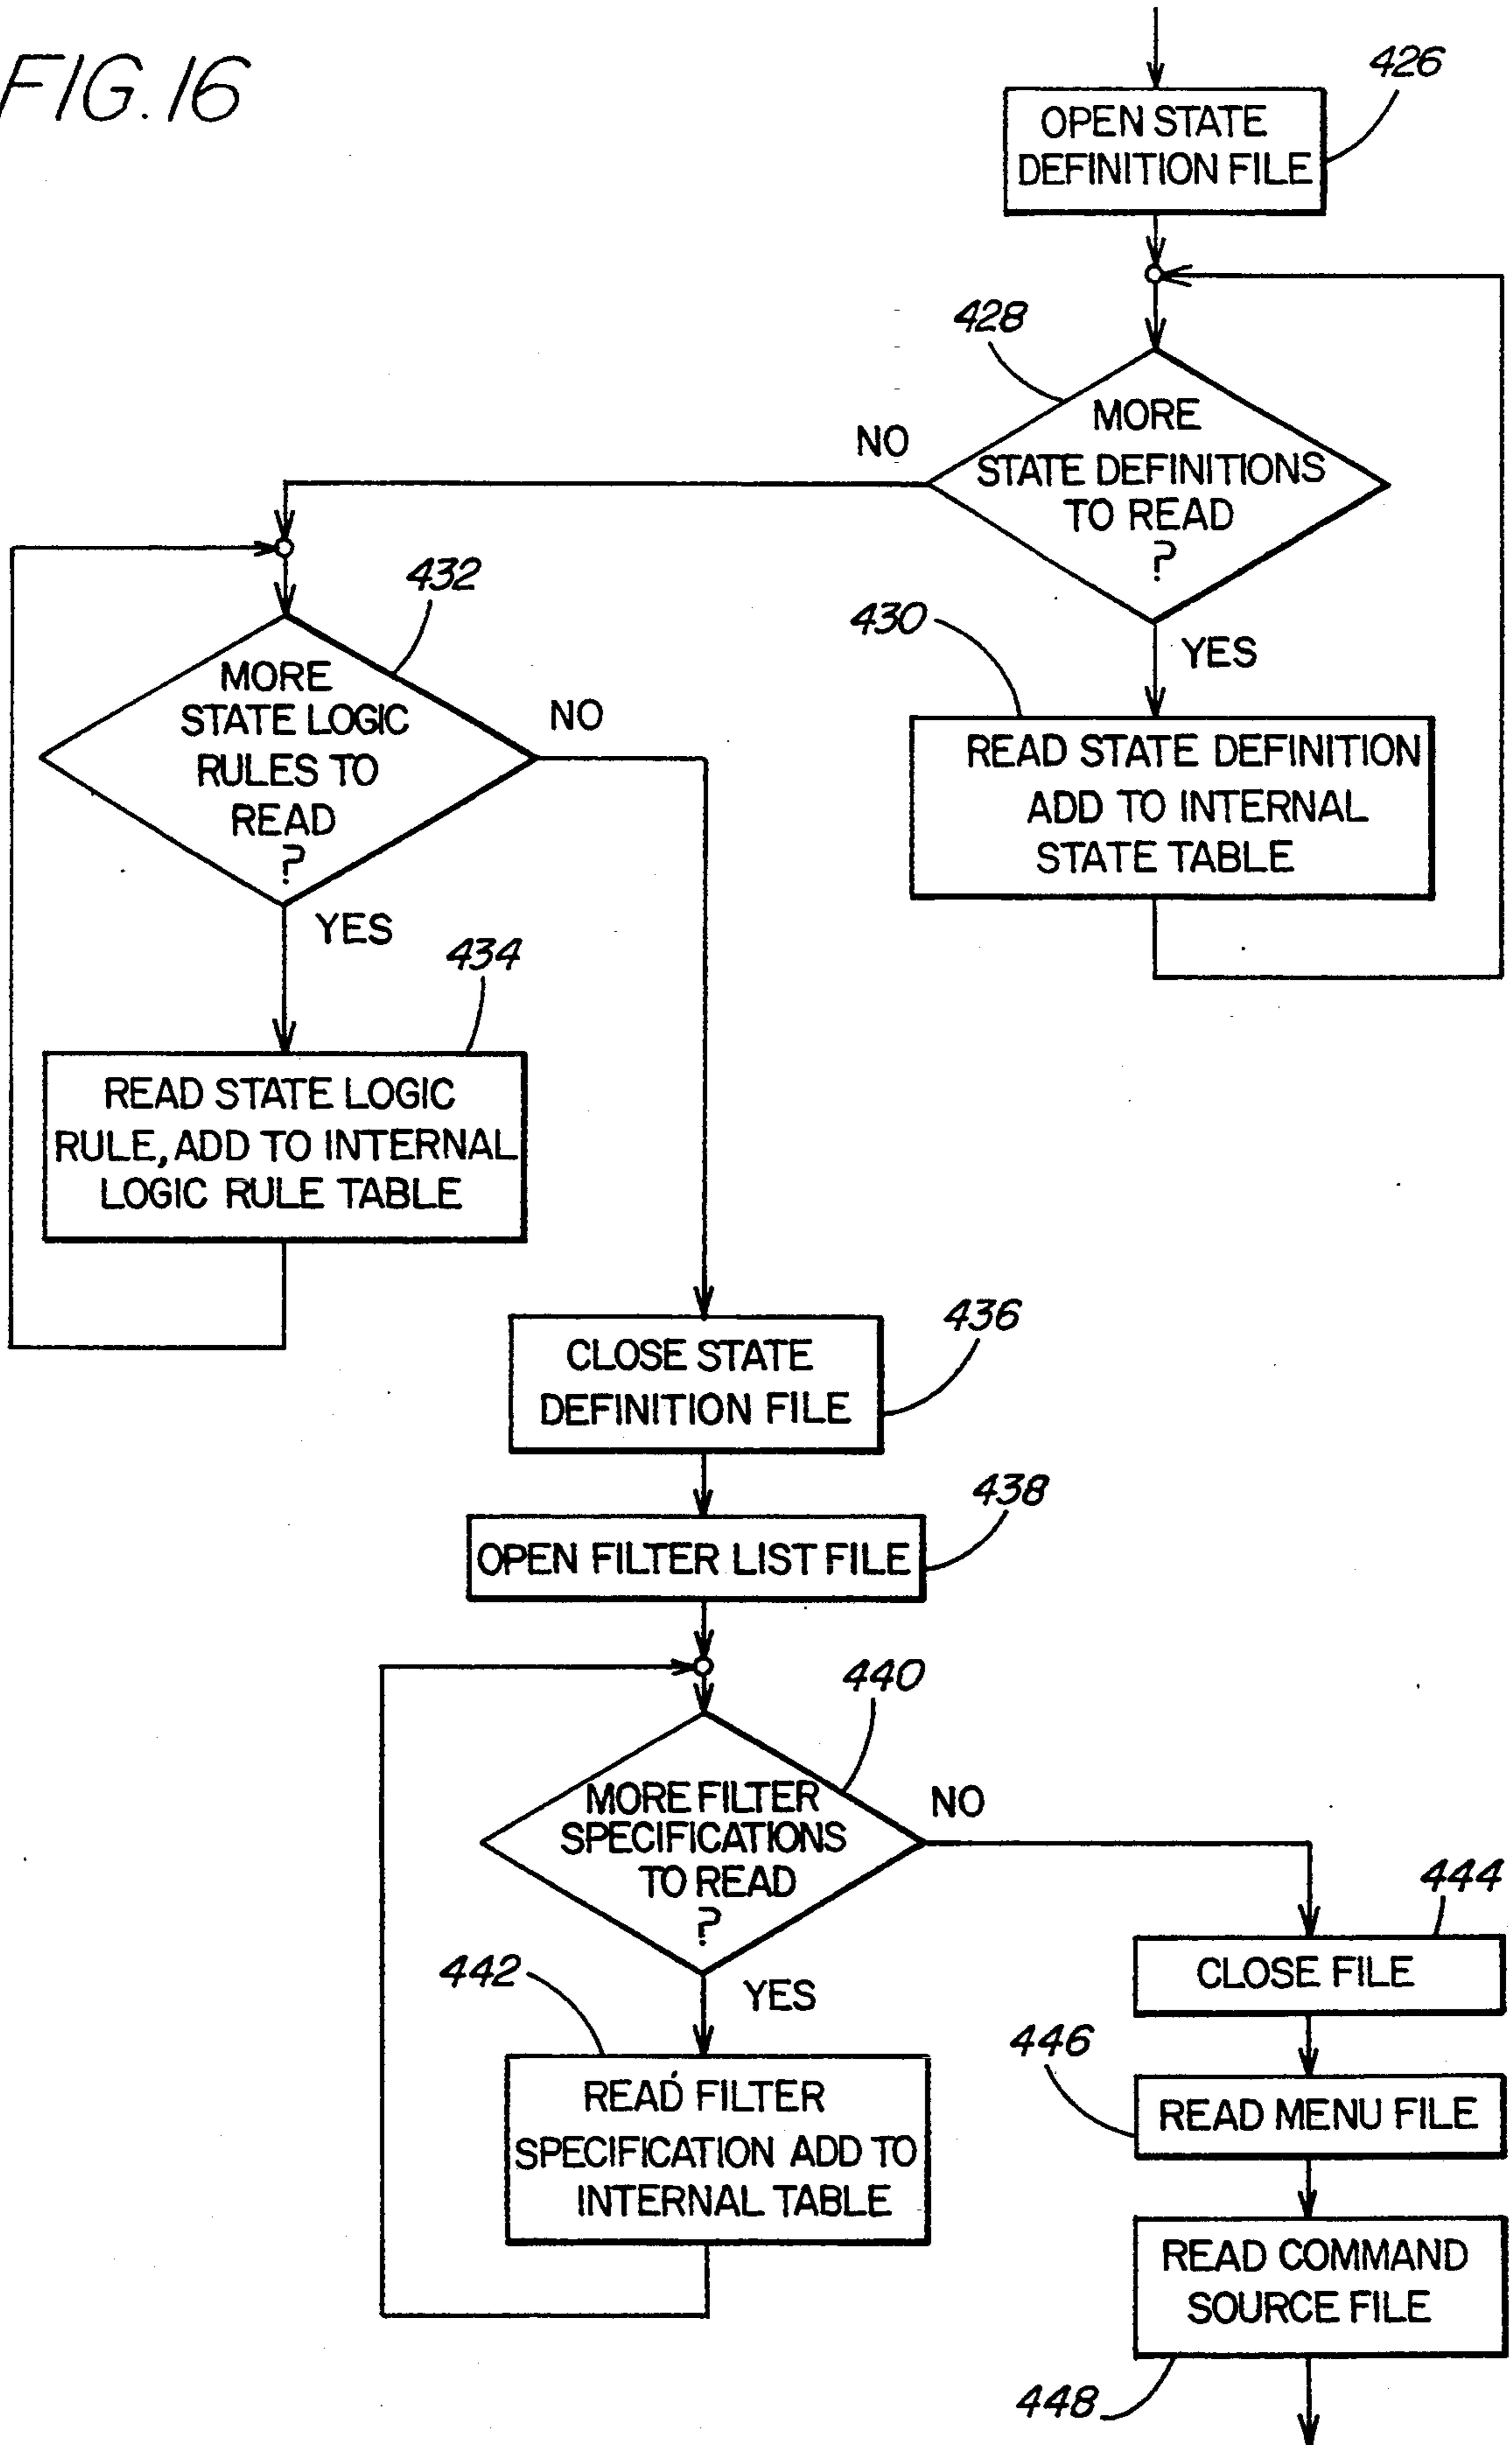 FIG. 16
426
OPEN STATE
DEFINITION FILE
428
MORE
STATE DEFINITIONS
TO READ
?
NO
YES
430
READ STATE DEFINITION
ADD TO INTERNAL
STATE TABLE
432
MORE
STATE LOGIC
RULES TO
READ
?
NO
YES
434
READ STATE LOGIC
RULE, ADD TO INTERNAL
LOGIC RULE TABLE
436
CLOSE STATE
DEFINITION FILE
438
OPEN FILTER LIST FILE
440
MORE FILTER
SPECIFICATIONS
TO READ
?
NO
YES
442
READ FILTER
SPECIFICATION ADD TO
INTERNAL TABLE
444
CLOSE FILE
446
READ MENU FILE
READ COMMAND
SOURCE FILE
448